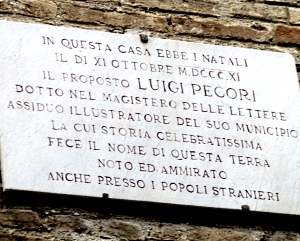 IN QUESTA CASA EBBE I NATALI
IL DI XI OTTOBRE MDCCCXI
IL PROPOSTO LUIGI PECORI
DOTTO NEL MAGISTERO DELLE LETTERE
ASSIDUO ILLUSTRATORE DEL SUO MUNICIPIO
LA CUI STORIA CELEBRATISSIMA
FECE IL NOME DI QUESTA TERRA
NOTO ED AMMIRATO
ANCHE PRESSO I POPOLI STRANIERI